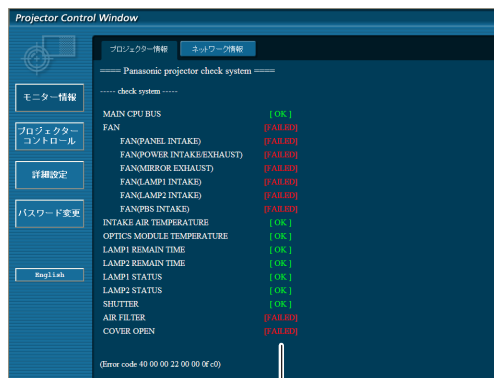 Projector Control Window
プロジェクター情報 ネットワーク情報
==== Panasonic projector check system ====
----- check system -----
モニター情報
プロジェクター
コントロール
詳細設定
パスワード変更
English
MAIN CPU BUS [ OK ]
FAN [FAILED]
FAN(PANEL INTAKE) [FAILED]
FAN(POWER INTAKE/EXHAUST) [FAILED]
FAN(MIRROR EXHAUST) [FAILED]
FAN(LAMP1 INTAKE) [FAILED]
FAN(LAMP2 INTAKE) [FAILED]
FAN(PBS INTAKE) [FAILED]
INTAKE AIR TEMPERATURE [ OK ]
OPTICS MODULE TEMPERATURE [ OK ]
LAMP1 REMAIN TIME [ OK ]
LAMP2 REMAIN TIME [ OK ]
LAMP1 STATUS [ OK ]
LAMP2 STATUS [ OK ]
SHUTTER [ OK ]
AIR FILTER [FAILED]
COVER OPEN [FAILED]
(Error code 40 00 00 22 00 00 0f c0)